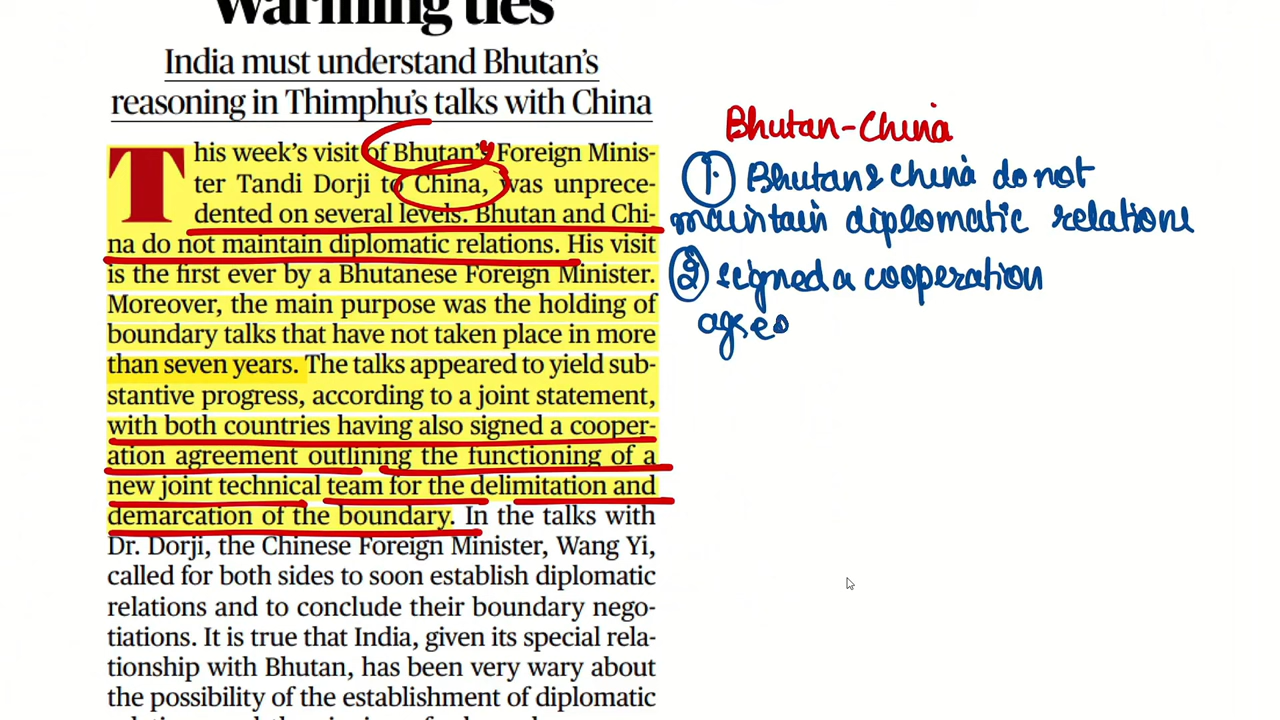 Warming ties
India must understand Bhutan's
reasoning in Thimphu's talks with China
This week's visit of Bhutan's Foreign Minis-
ter Tandi Dorji to China, was unprece-
dented on several levels. Bhutan and Chi-
na do not maintain diplomatic relations. His visit
is the first ever by a Bhutanese Foreign Minister.
Moreover, the main purpose was the holding of
boundary talks that have not taken place in more
than seven years. The talks appeared to yield sub-
stantive progress, according to a joint statement,
with both countries having also signed a cooper-
ation agreement outlining the functioning of a
new joint technical team for the delimitation and
demarcation of the boundary. In the talks with
Dr. Dorji, the Chinese Foreign Minister, Wang Yi,
called for both sides to soon establish diplomatic
relations and to conclude their boundary nego-
tiations. It is true that India, given its special rela-
tionship with Bhutan, has been very wary about
the possibility of the establishment of diplomatic
Bhutan-China
1. Bhutan & China do not
maintain diplomatic relations
2 signed a cooperation